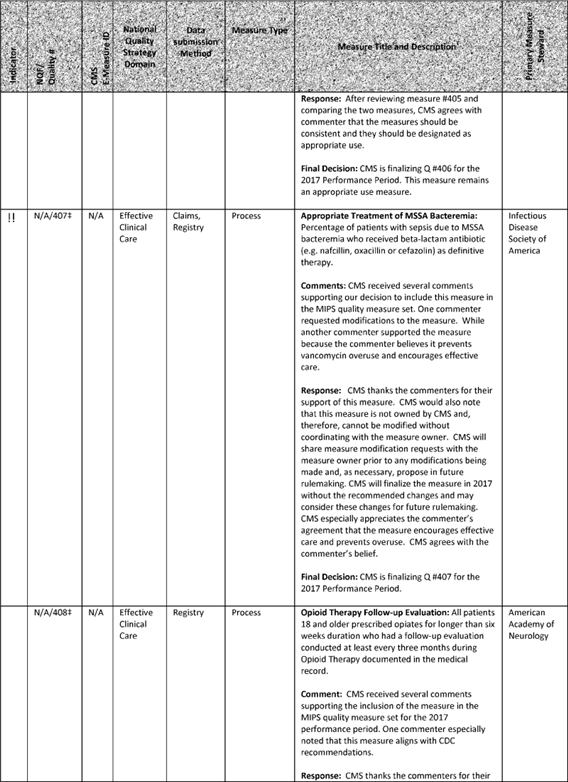 Indicator
NQF/
Quality #
CMS
E-Measure ID
National
Quality
Strategy
Domain
Data
submission
Method
Measure Type
Measure Title and Description
Primary Measure
Steward
Response: After reviewing measure #405 and
comparing the two measures, CMS agrees with
commenter that the measures should be
consistent and they should be designated as
appropriate use.
Final Decision: CMS is finalizing Q #406 for the
2017 Performance Period. This measure remains
an appropriate use measure.
!!
N/A/407‡
N/A
Effective
Clinical
Care
Claims,
Registry
Process
Appropriate Treatment of MSSA Bacteremia:
Percentage of patients with sepsis due to MSSA
bacteremia who received beta-lactam antibiotic
(e.g. nafcillin, oxacillin or cefazolin) as definitive
therapy.
Comments: CMS received several comments
supporting our decision to include this measure in
the MIPS quality measure set. One commenter
requested modifications to the measure. While
another commenter supported the measure
because the commenter believes it prevents
vancomycin overuse and encourages effective
care.
Response: CMS thanks the commenters for their
support of this measure. CMS would also note
that this measure is not owned by CMS and,
therefore, cannot be modified without
coordinating with the measure owner. CMS will
share measure modification requests with the
measure owner prior to any modifications being
made and, as necessary, propose in future
rulemaking. CMS will finalize the measure in 2017
without the recommended changes and may
consider these changes for future rulemaking.
CMS especially appreciates the commenter's
agreement that the measure encourages effective
care and prevents overuse. CMS agrees with the
commenter's belief.
Final Decision: CMS is finalizing Q #407 for the
2017 Performance Period.
Infectious
Disease
Society of
America
N/A/408‡
N/A
Effective
Clinical
Care
Registry
Process
Opioid Therapy Follow-up Evaluation: All patients
18 and older prescribed opiates for longer than six
weeks duration who had a follow-up evaluation
conducted at least every three months during
Opioid Therapy documented in the medical
record.
Comment: CMS received several comments
supporting the inclusion of the measure in the
MIPS quality measure set for the 2017
performance period. One commenter especially
noted that this measure aligns with CDC
recommendations.
Response: CMS thanks the commenters for their
American
Academy of
Neurology